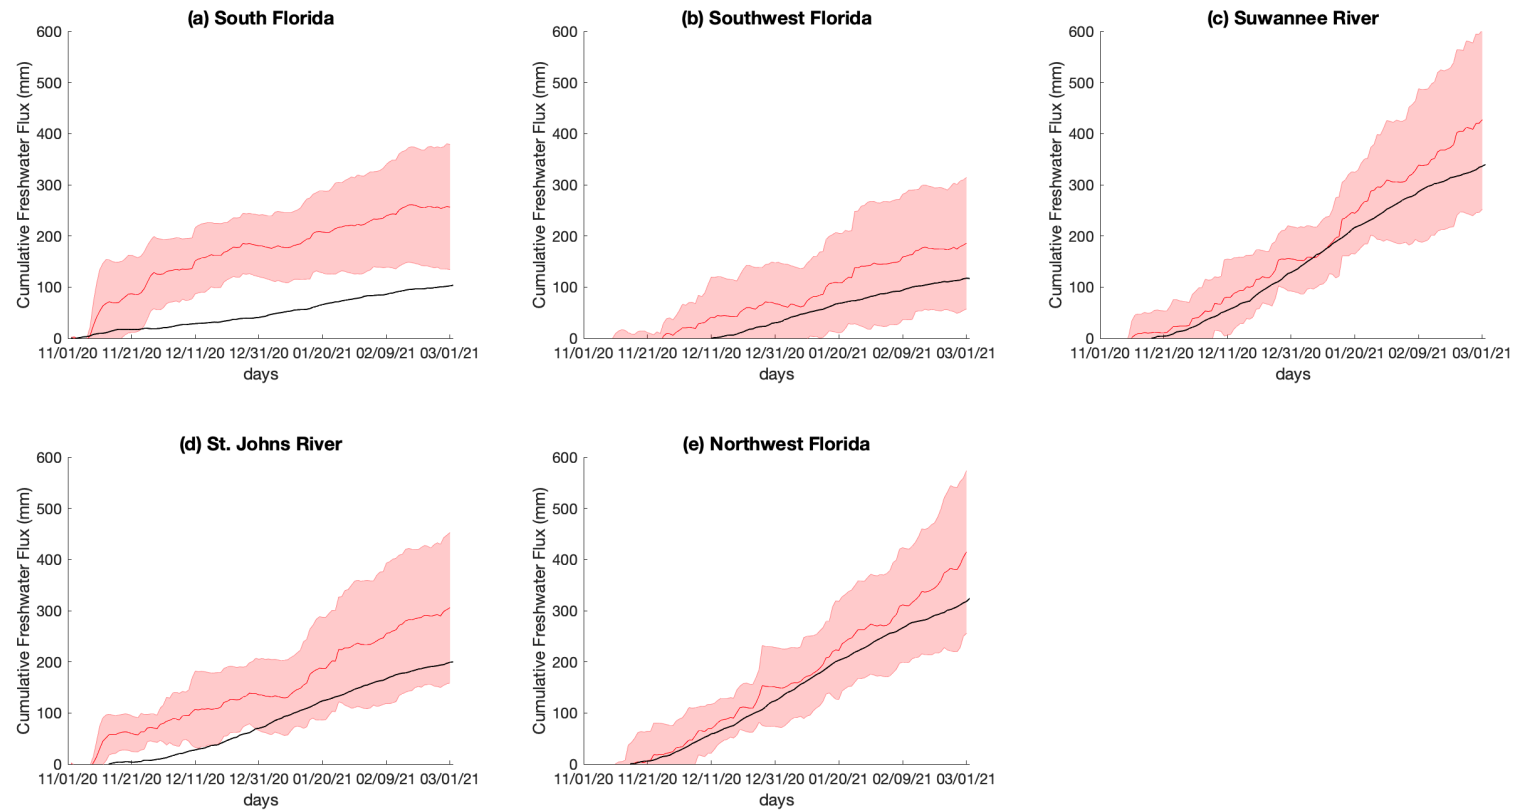 (a) South Florida
Cumulative Freshwater Flux (mm)
600
500
400
300
200
100
0
11/01/20 11/21/20 12/11/20 12/31/20 01/20/21 02/09/21 03/01/21
days
(b) Southwest Florida
Cumulative Freshwater Flux (mm)
600
500
400
300
200
100
0
11/01/20 11/21/20 12/11/20 12/31/20 01/20/21 02/09/21 03/01/21
days
(c) Suwannee River
Cumulative Freshwater Flux (mm)
600
500
400
300
200
100
0
11/01/20 11/21/20 12/11/20 12/31/20 01/20/21 02/09/21 03/01/21
days
(d) St. Johns River
Cumulative Freshwater Flux (mm)
600
500
400
300
200
100
0
11/01/20 11/21/20 12/11/20 12/31/20 01/20/21 02/09/21 03/01/21
days
(e) Northwest Florida
Cumulative Freshwater Flux (mm)
600
500
400
300
200
100
0
11/01/20 11/21/20 12/11/20 12/31/20 01/20/21 02/09/21 03/01/21
days